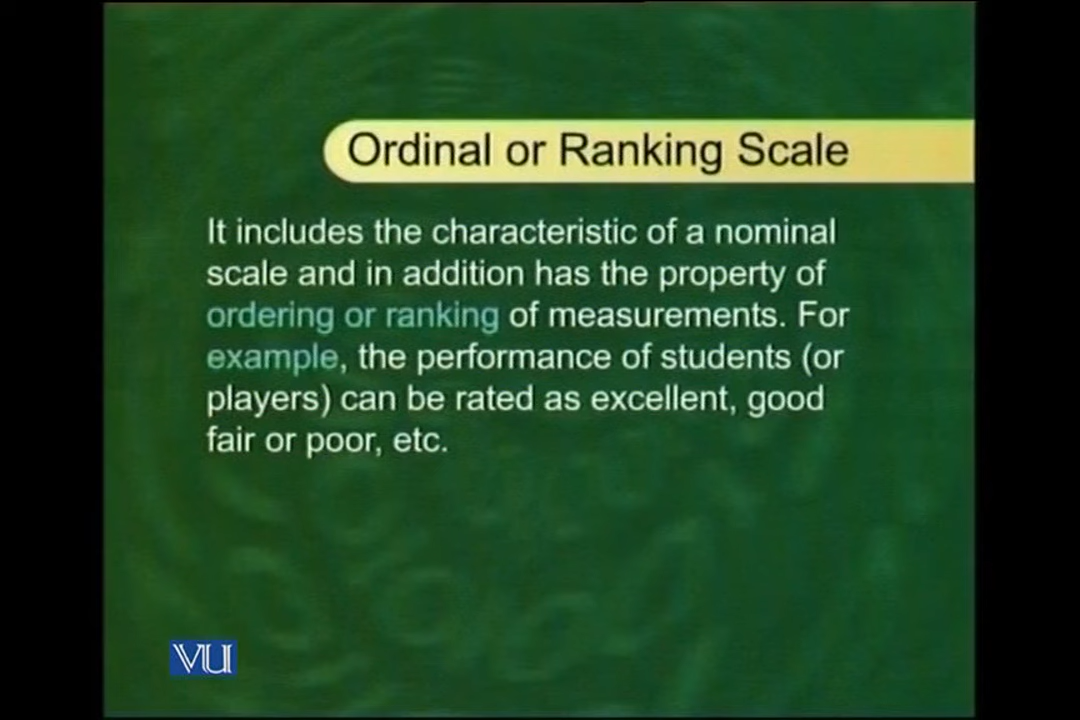 Ordinal or Ranking Scale
It includes the characteristic of a nominal
scale and in addition has the property of
ordering or ranking of measurements. For
example, the performance of students (or
players) can be rated as excellent, good
fair or poor, etc.
VU